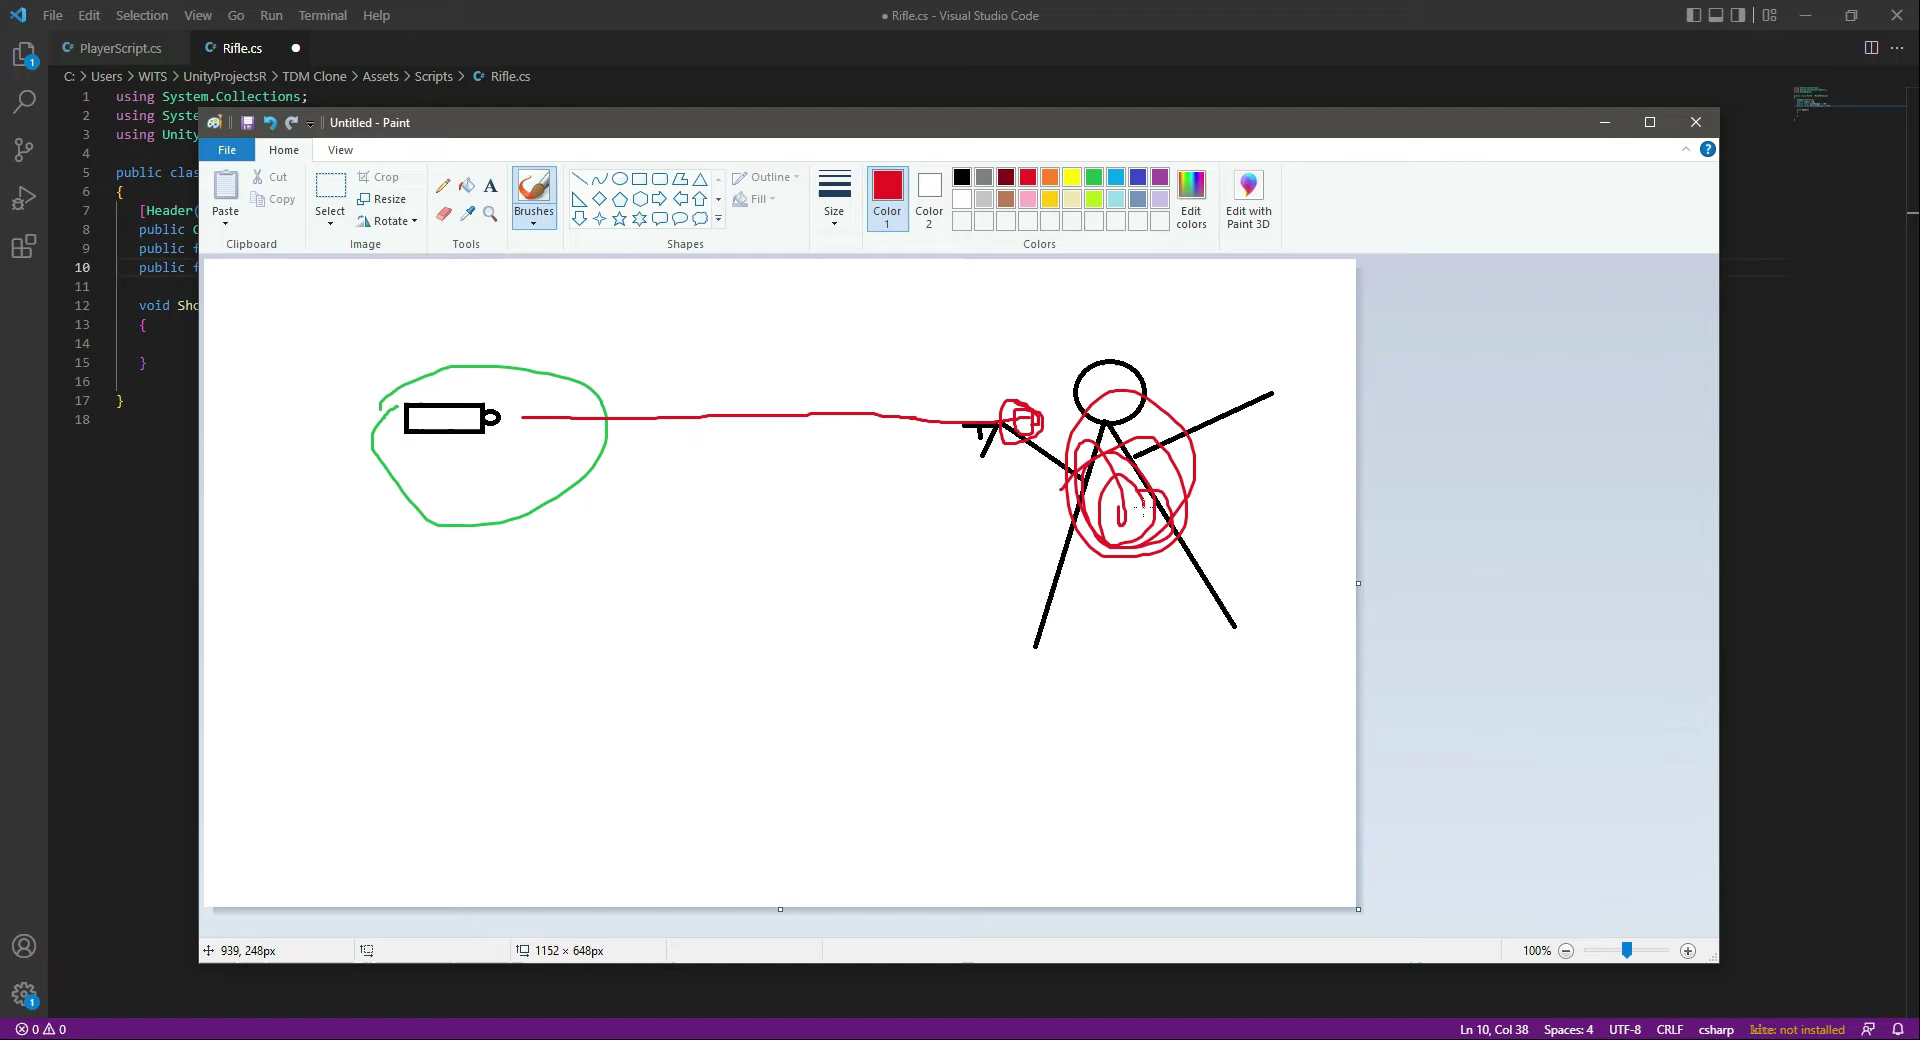 File Edit Selection View Go Run Terminal Help
● Rifle.cs - Visual Studio Code
PlayerScript.cs
Rifle.cs
C: > Users > WITS > UnityProjectsR > TDM Clone > Assets > Scripts > Rifle.cs
1 using System.Collections;
2 using Syste
3 using Unity
4
5 public clas
6 {
7 [Header(
8 public C
9 public f
10 public f
11
12 void Sho
13 {
14
15 }
16
17 }
18
Untitled - Paint
File Home View
Paste
Cut
Copy
Clipboard
Select
Crop
Resize
Rotate
Image
Tools
Brushes
Shapes
Outline
Fill
Size
Color 1
Color 2
Colors
Edit colors
Edit with Paint 3D
939, 248px
1152 × 648px
100%
1
1
0 0
Ln 10, Col 38 Spaces: 4 UTF-8 CRLF csharp kite: not installed